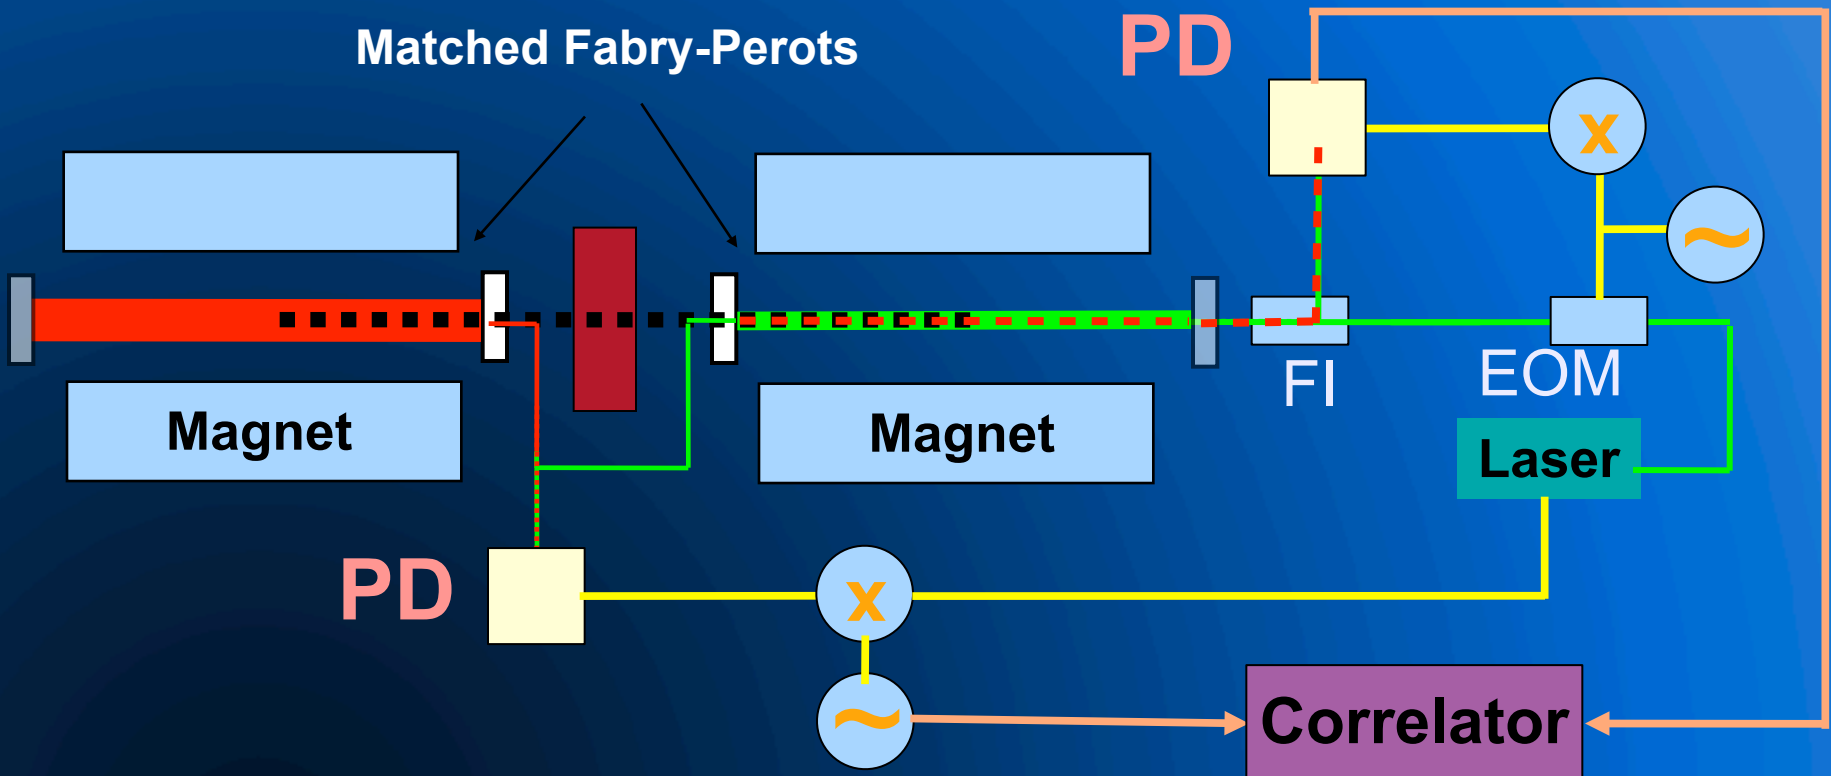 Matched Fabry-Perots
PD
x
~
FI
EOM
Magnet
Magnet
Laser
PD
x
~
Correlator